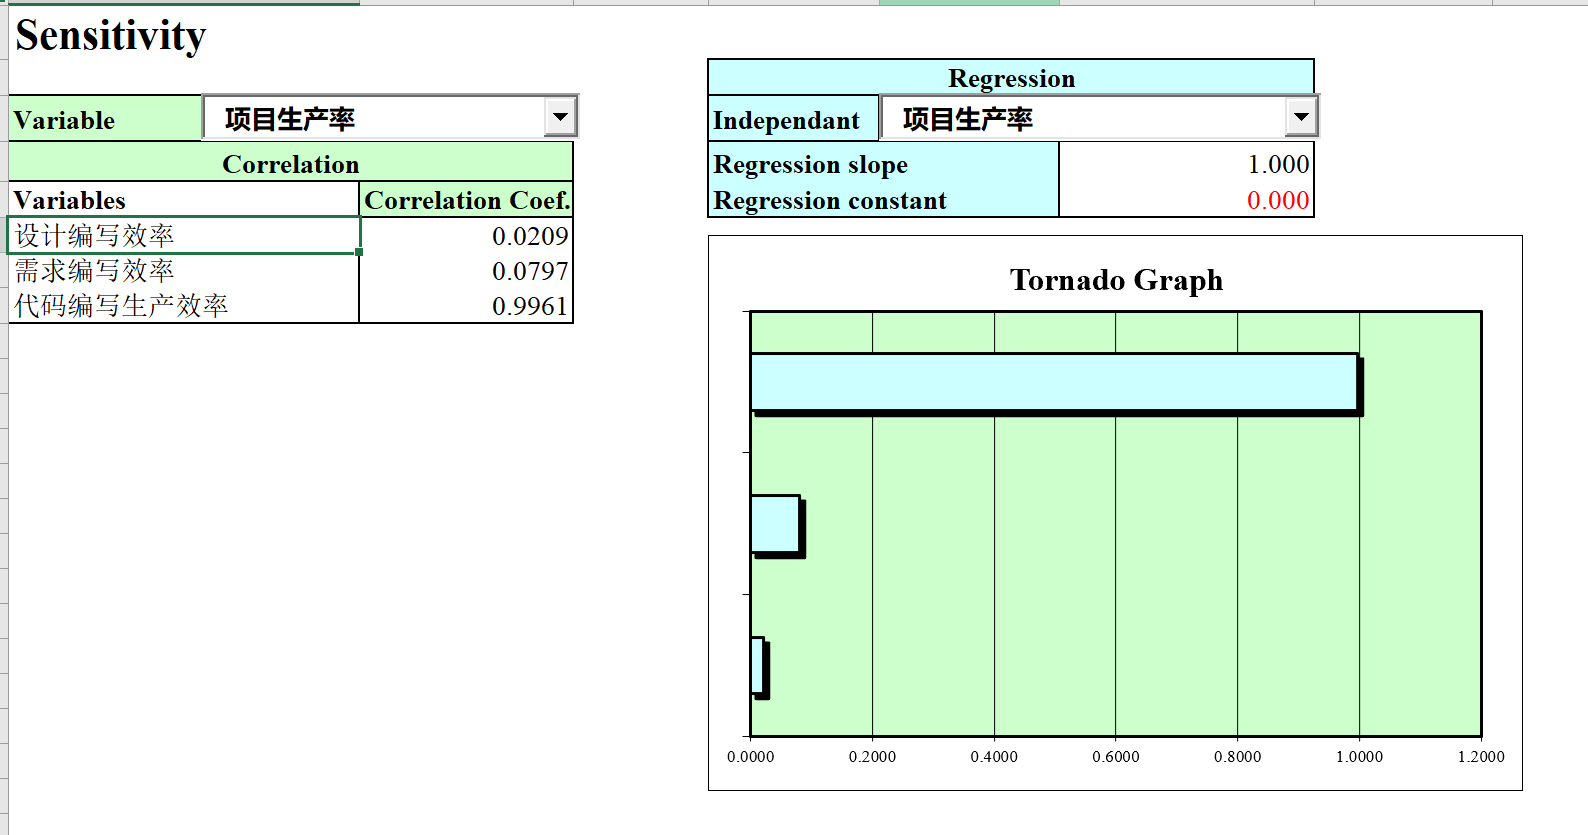 Sensitivity
Variable 项目生产率
Correlation
Variables Correlation Coef.
设计编写效率 0.0209
需求编写效率 0.0797
代码编写生产效率 0.9961
Regression
Independant 项目生产率
Regression slope 1.000
Regression constant 0.000
Tornado Graph
0.0000 0.2000 0.4000 0.6000 0.8000 1.0000 1.2000